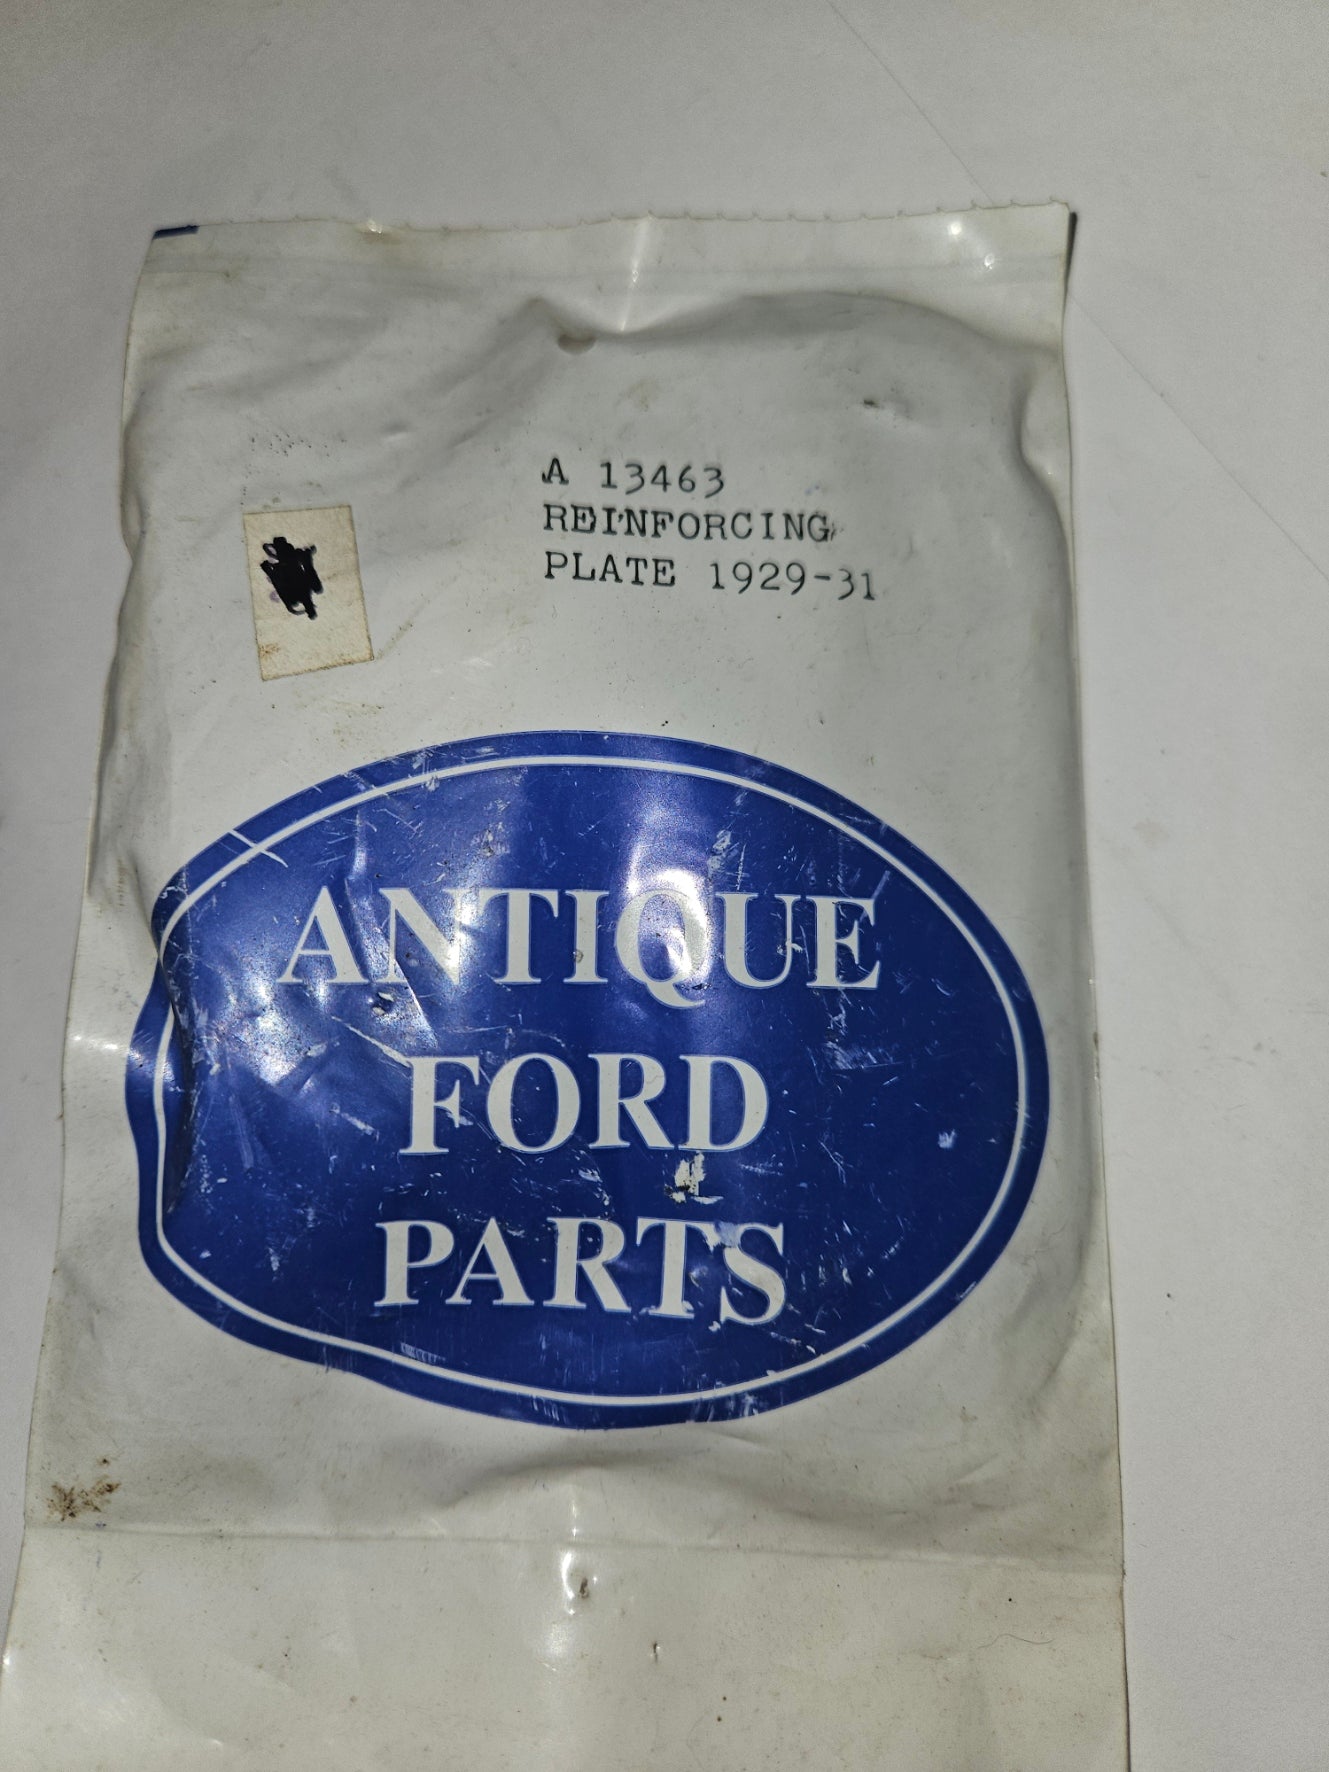 A 13463
REINFORCING
PLATE 1929-31
ANTIQUE
FORD
PARTS